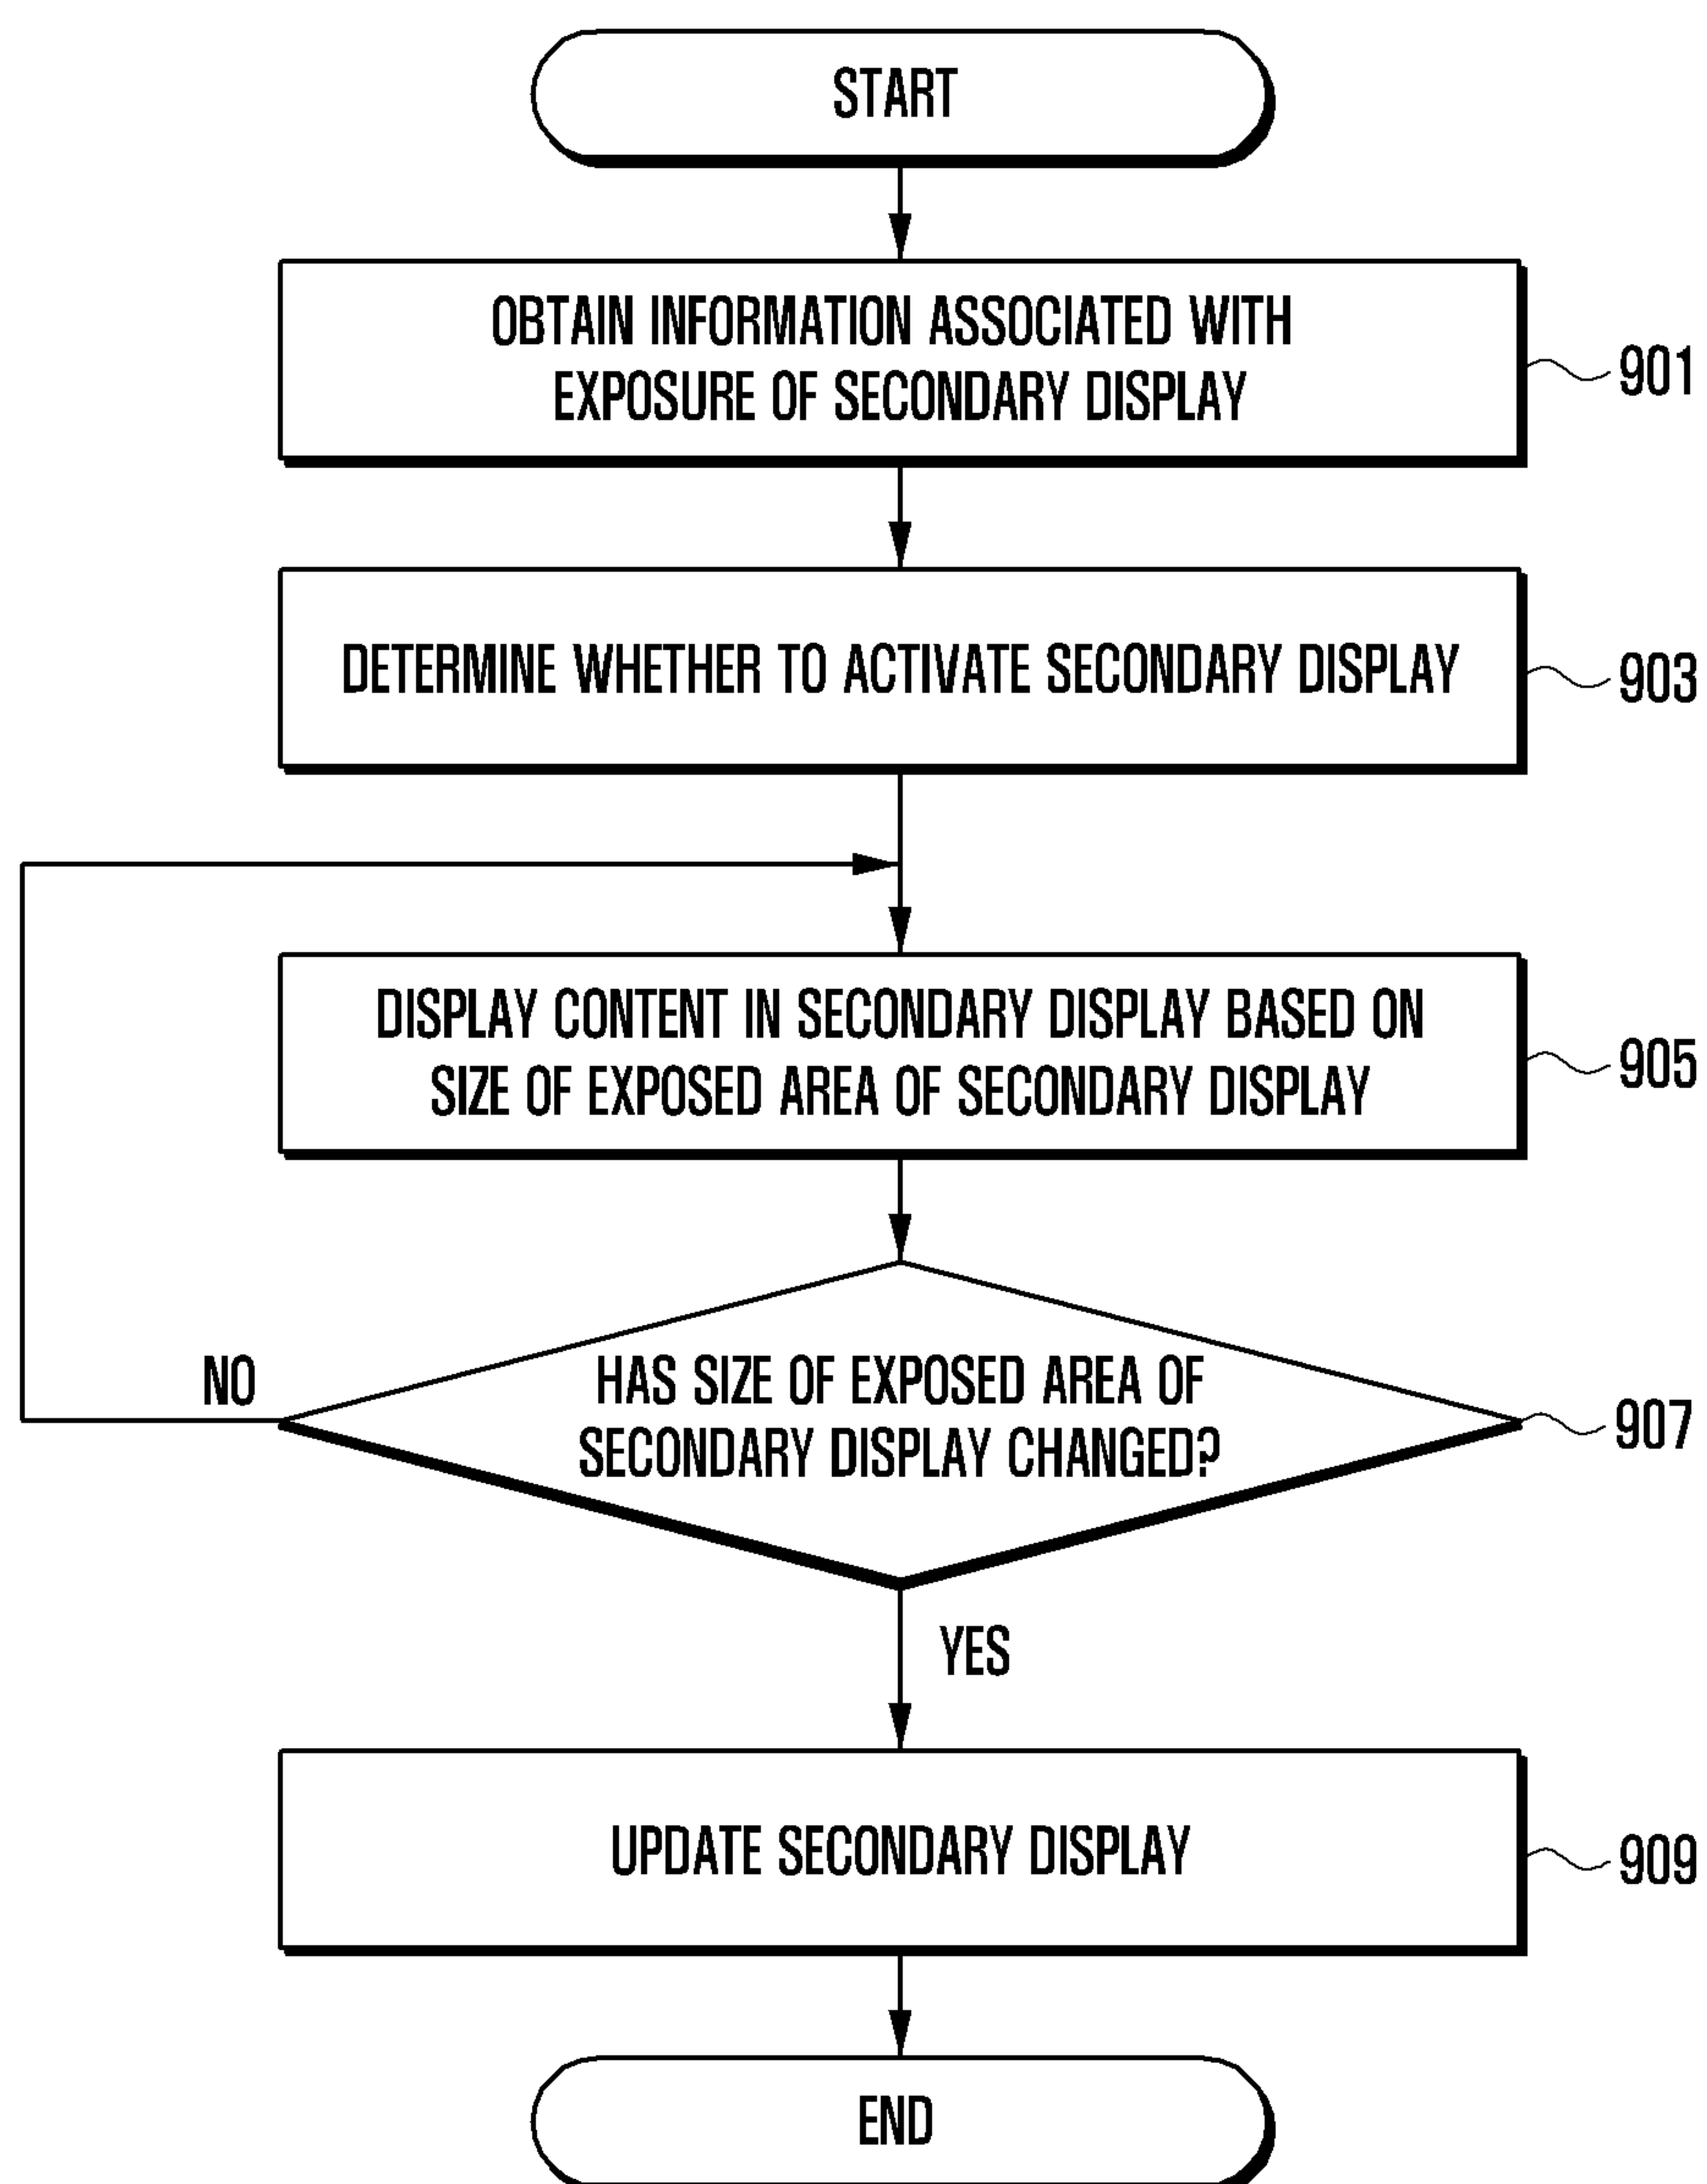 START
OBTAIN INFORMATION ASSOCIATED WITH
EXPOSURE OF SECONDARY DISPLAY
901
DETERMINE WHETHER TO ACTIVATE SECONDARY DISPLAY
903
DISPLAY CONTENT IN SECONDARY DISPLAY BASED ON
SIZE OF EXPOSED AREA OF SECONDARY DISPLAY
905
NO
HAS SIZE OF EXPOSED AREA OF
SECONDARY DISPLAY CHANGED?
907
YES
UPDATE SECONDARY DISPLAY
909
END